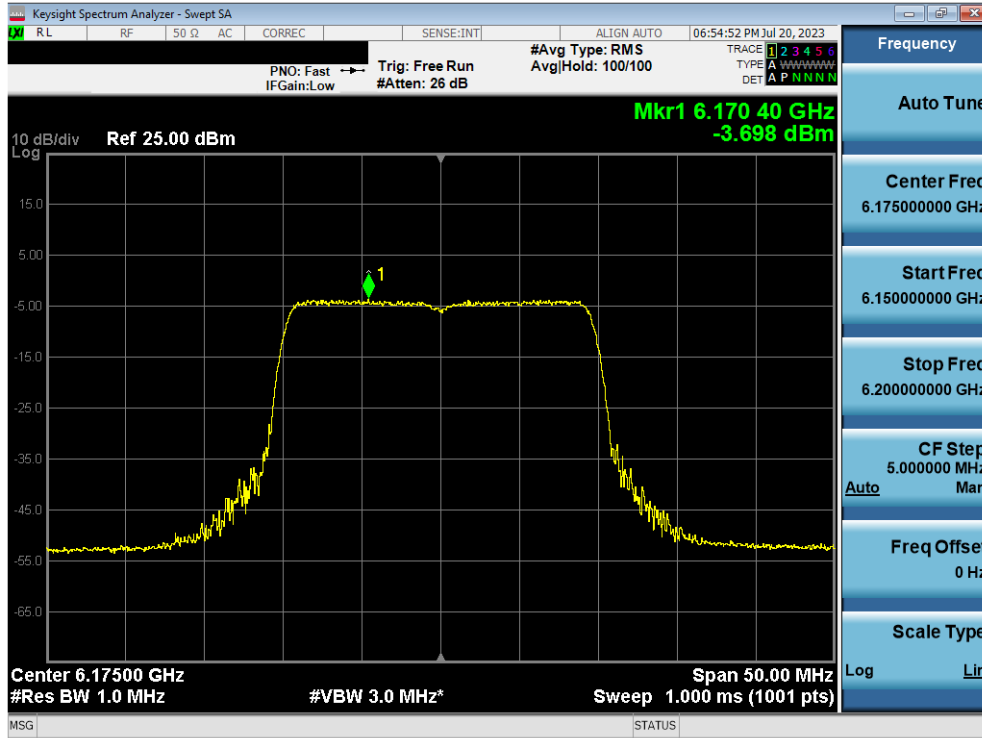 Keysight Spectrum Analyzer - Swept SA
LXI RL RF 50 Ω AC CORREC SENSE:INT ALIGN AUTO 06:54:52 PM Jul 20, 2023
PNO: Fast
IFGain:Low
Trig: Free Run
#Atten: 26 dB
#Avg Type: RMS
Avg|Hold: 100/100
TRACE 1 2 3 4 5 6
TYPE A WWWWW
DET A P N N N N
Mkr1 6.170 40 GHz
-3.698 dBm
10 dB/div Ref 25.00 dBm
Log
15.0
5.00
-5.00
-15.0
-25.0
-35.0
-45.0
-55.0
-65.0
1
Center 6.17500 GHz Span 50.00 MHz
#Res BW 1.0 MHz #VBW 3.0 MHz* Sweep 1.000 ms (1001 pts)
MSG STATUS
Frequency
Auto Tune
Center Freq
6.175000000 GHz
Start Freq
6.150000000 GHz
Stop Freq
6.200000000 GHz
CF Step
5.000000 MHz
Auto Man
Freq Offset
0 Hz
Scale Type
Log Lin